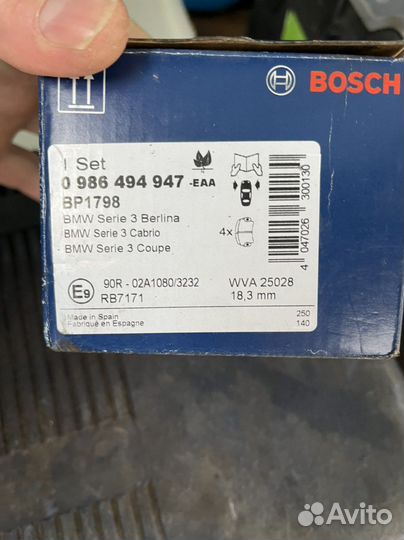 BOSCH
1 Set
0 986 494 947 -EAA
BP1798
BMW Serie 3 Berlina
BMW Serie 3 Cabrio
BMW Serie 3 Coupe
4x
4 047026 300130
E9
90R - 02A1080/3232
WVA 25028
RB7171
18,3 mm
Made in Spain
Fabriqué en Espagne
250
140
Avito